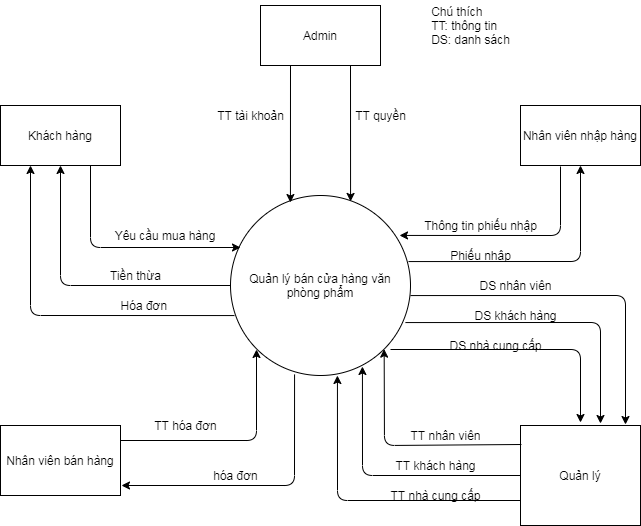 Chú thích
TT: thông tin
DS: danh sách
Admin
TT tài khoản
TT quyền
Khách hàng
Nhân viên nhập hàng
Yêu cầu mua hàng
Thông tin phiếu nhập
Phiếu nhâp
Tiền thừa
Hóa đơn
Quản lý bán cửa hàng văn
phòng phẩm
DS nhân viên
DS khách hàng
DS nhà cung cấp
TT hóa đơn
TT nhân viên
Nhân viên bán hàng
hóa đơn
TT khách hàng
TT nhà cung cấp
Quản lý